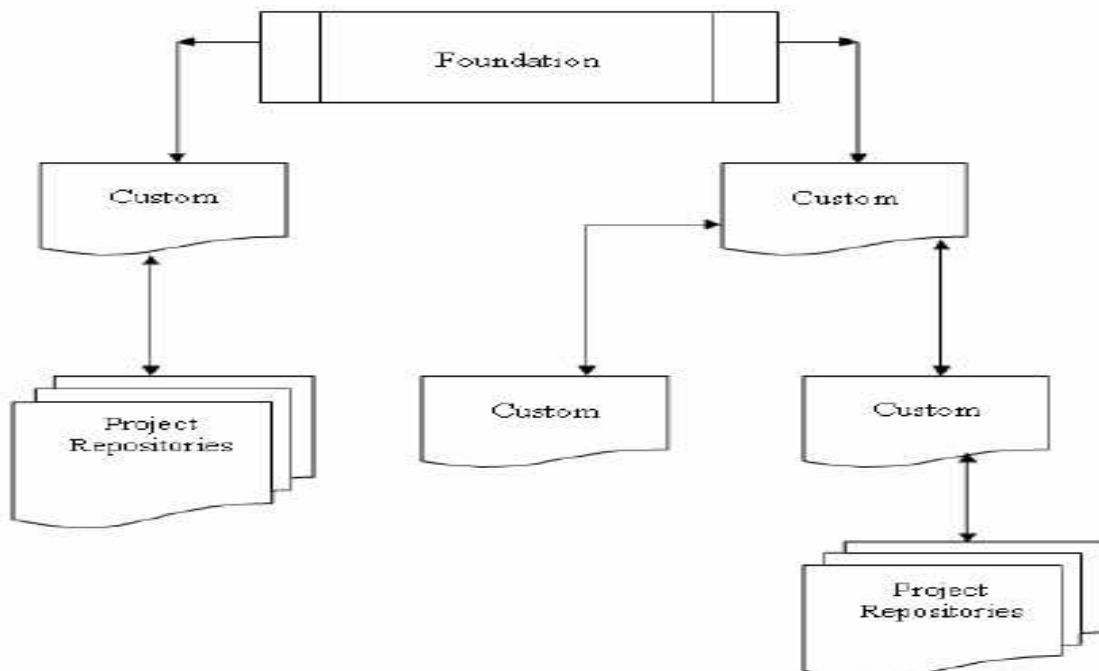 Foundation
Custom
Custom
Custom
Custom
Project
Repositories
Project
Repositories